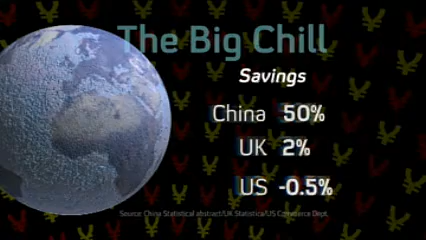 The Big Chill
Savings
China 50%
UK 2%
US -0.5%
Source: China Statistical abstract/UK Statistica/US Commerce Dept.